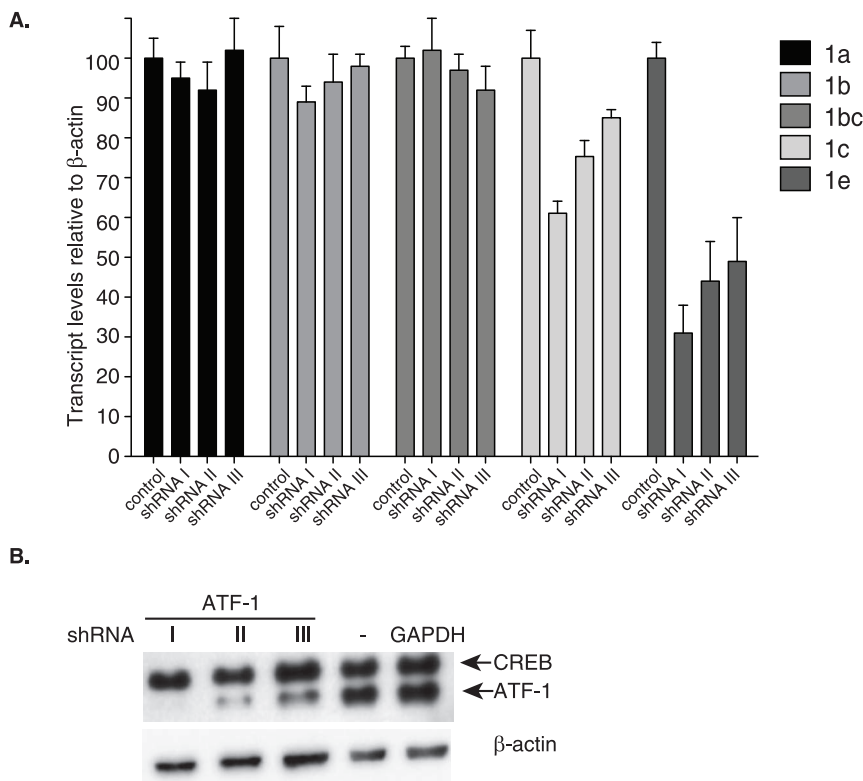 A.
Transcript levels relative to β-actin
100
90
80
70
60
50
40
30
20
10
0
control
shRNA I
shRNA II
shRNA III
control
shRNA I
shRNA II
shRNA III
control
shRNA I
shRNA II
shRNA III
control
shRNA I
shRNA II
shRNA III
control
shRNA I
shRNA II
shRNA III
1a
1b
1bc
1c
1e
B.
ATF-1
shRNA I II III - GAPDH
CREB
ATF-1
β-actin